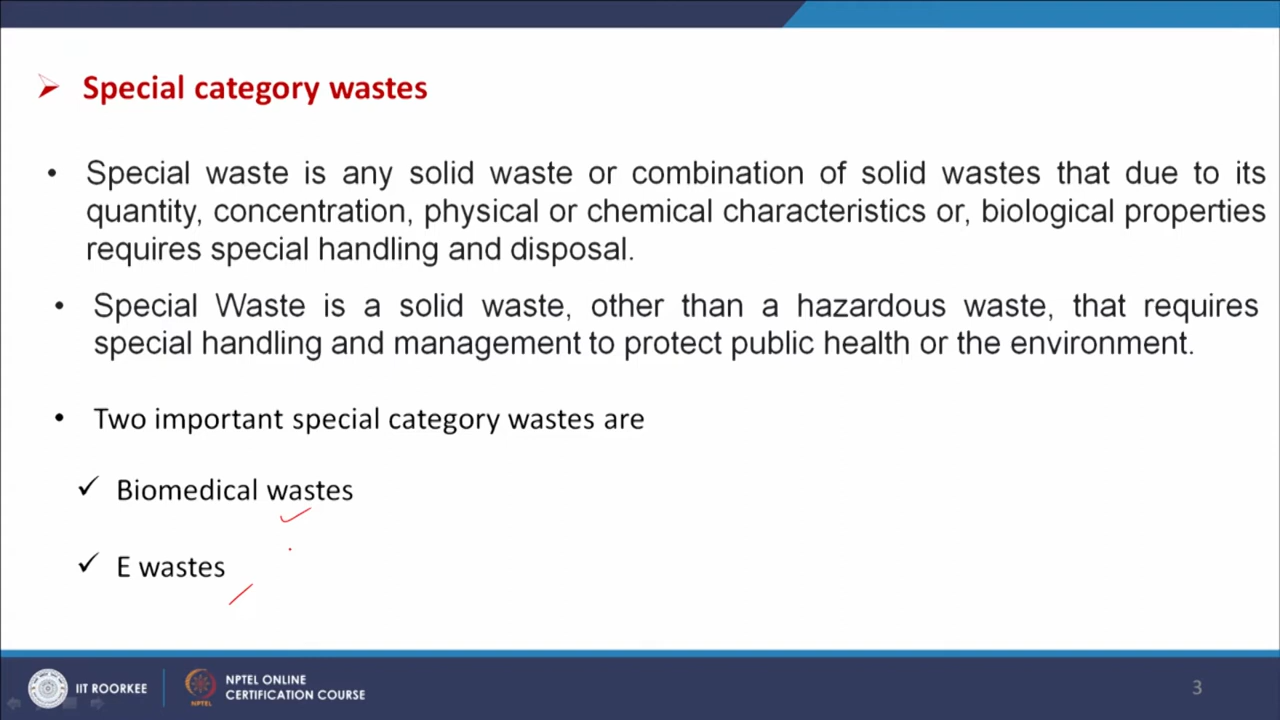 Special category wastes
• Special waste is any solid waste or combination of solid wastes that due to its
quantity, concentration, physical or chemical characteristics or, biological properties
requires special handling and disposal.
• Special Waste is a solid waste, other than a hazardous waste, that requires
special handling and management to protect public health or the environment.
• Two important special category wastes are
✓ Biomedical wastes
✓ E wastes
IIT ROORKEE
NPTEL ONLINE
CERTIFICATION COURSE
NPTEL
3